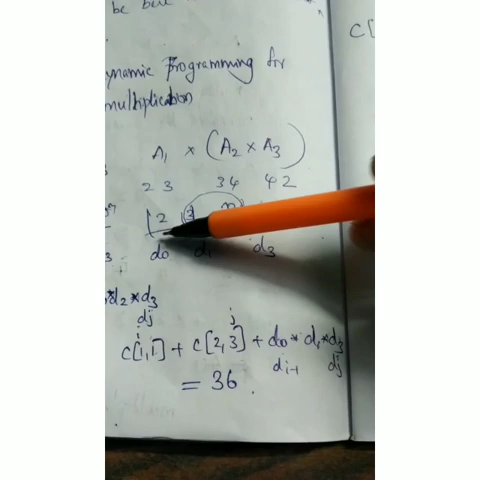 be
ynamic programming for
multiplication
C[
A₁ × (A₂ × A₃)
2 3 3 4 4 2
[2 3
d₀ d₁ d₃
d₂*d₃
dj
i j
C[1,1] + C[2,3] + d₀ * d₁ * d₃
di-1 dj
= 36